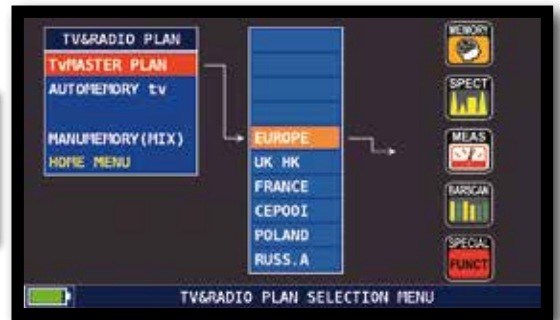 TV&RADIO PLAN
TvMASTER PLAN
AUTOMEMORY tv
MANUMEMORY(MIX)
HOME MENU
EUROPE
UK HK
FRANCE
CEPOOI
POLAND
RUSS.A
MEMORY
SPECT
MEAS
BARSCAN
SPECIAL
FUNCT
TV&RADIO PLAN SELECTION MENU